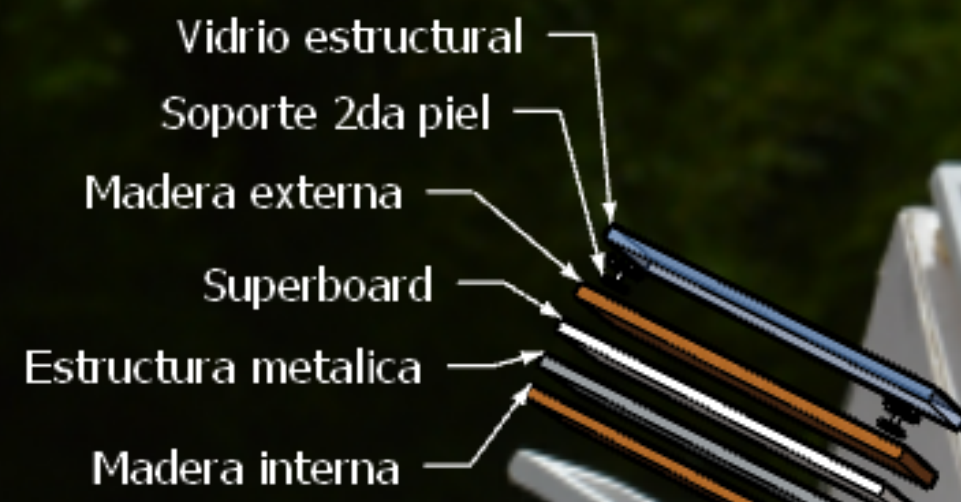 Vidrio estructural
Soporte 2da piel
Madera externa
Superboard
Estructura metalica
Madera interna